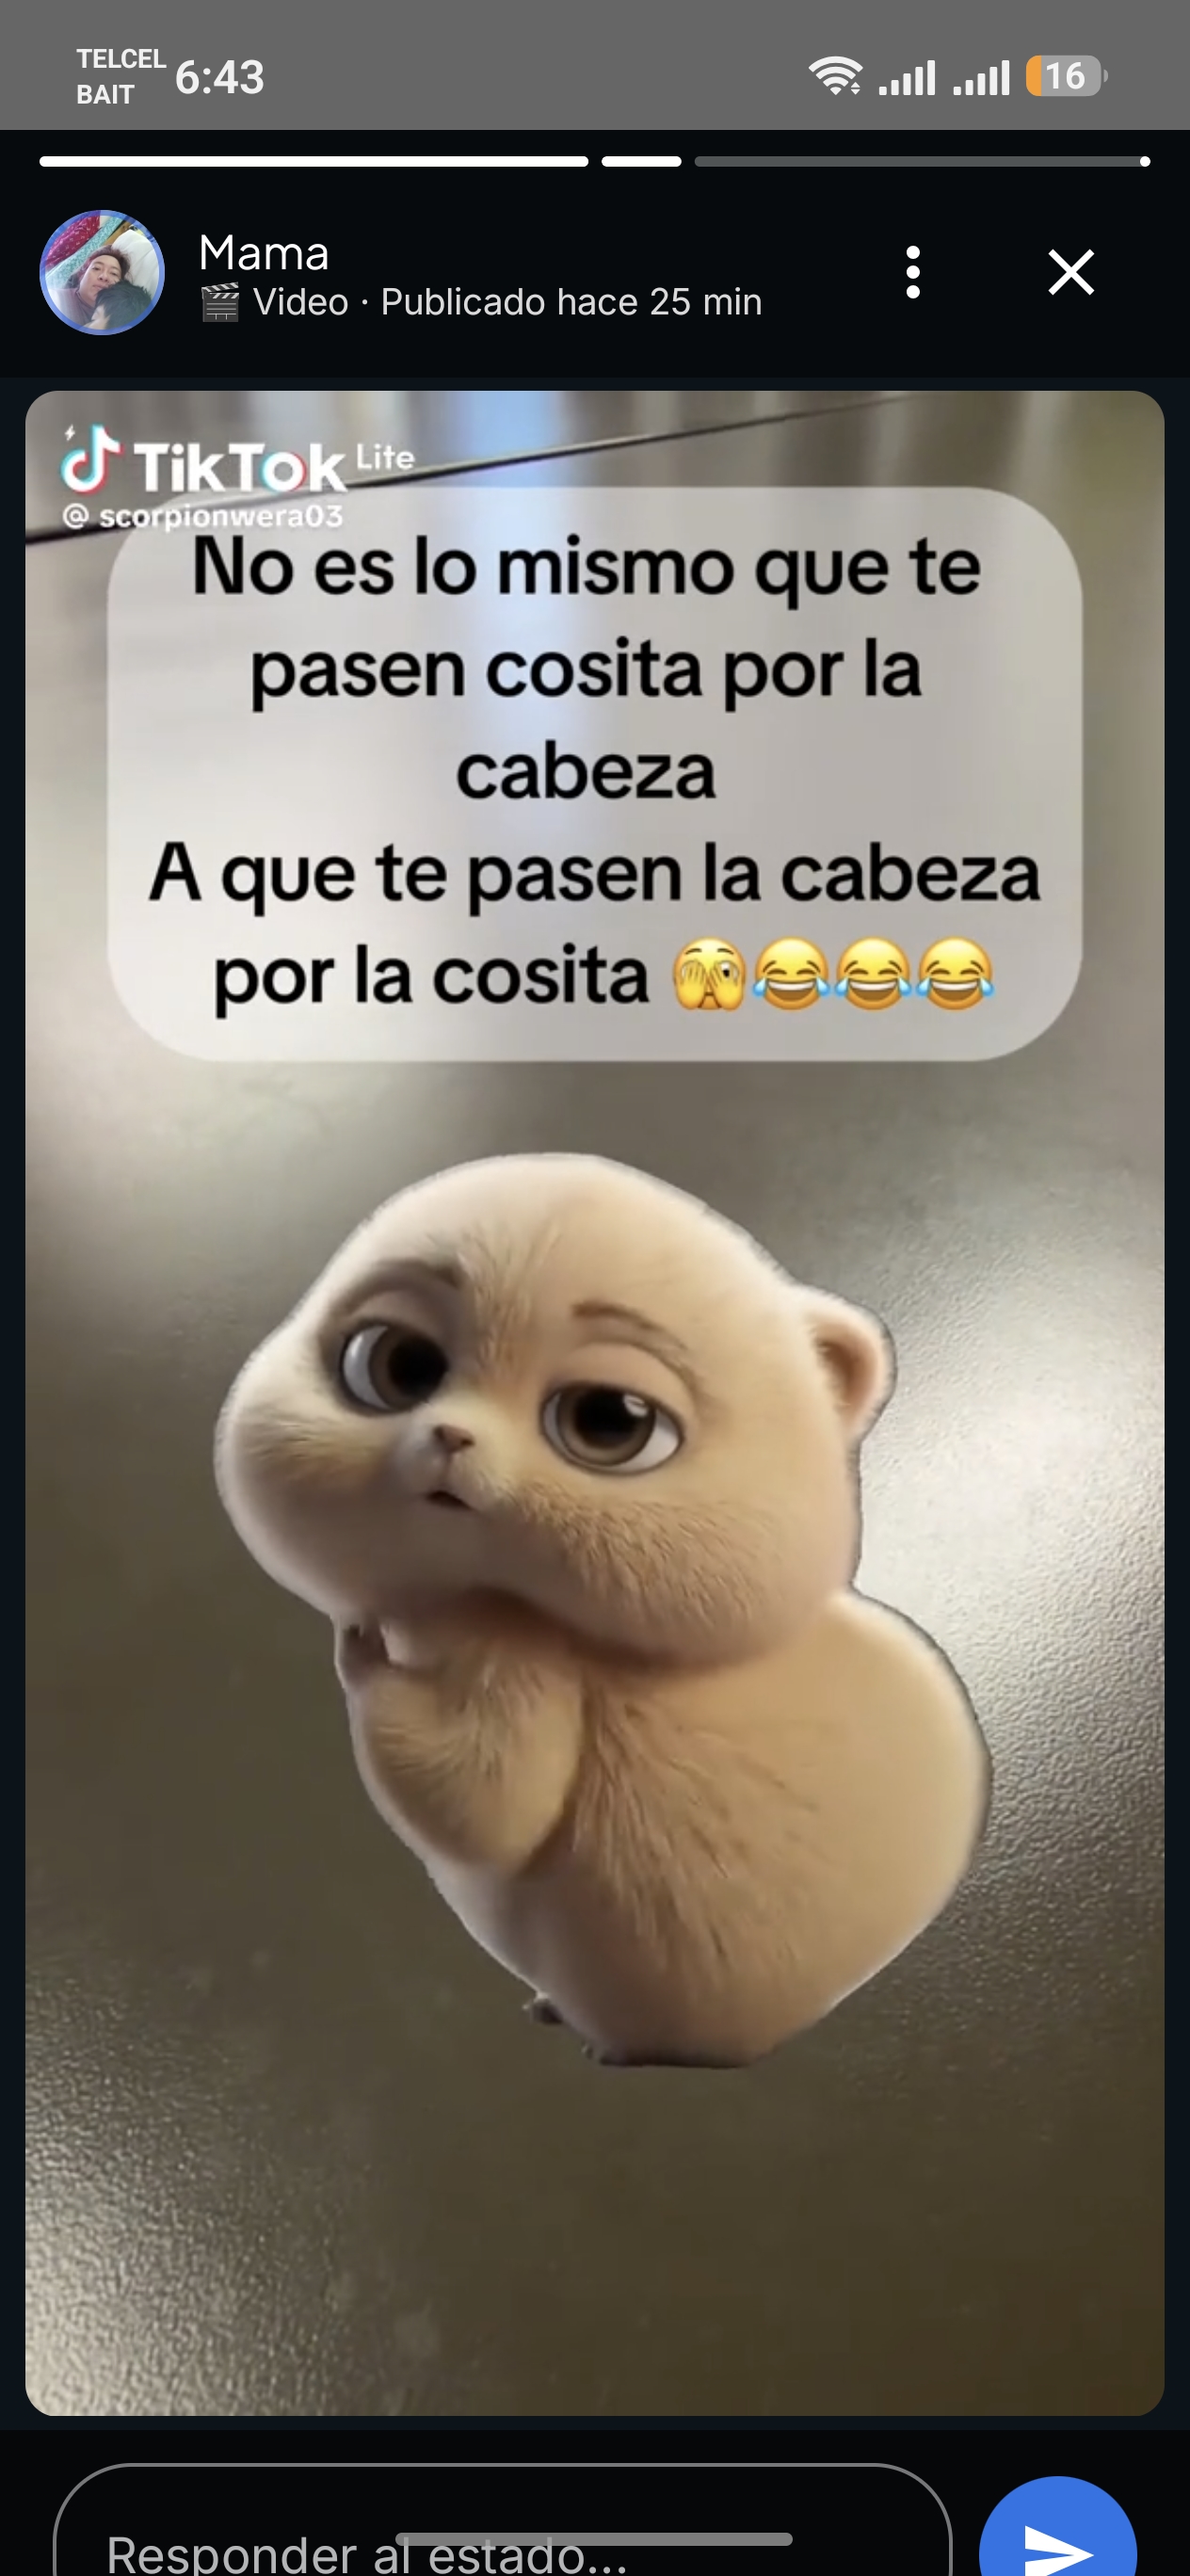 TELCEL
BAIT
6:43
16
Mama
🎬 Video · Publicado hace 25 min
TikTok Lite
@ scorpionwera03
No es lo mismo que te
pasen cosita por la
cabeza
A que te pasen la cabeza
por la cosita 🫣😂😂😂
Responder al estado...